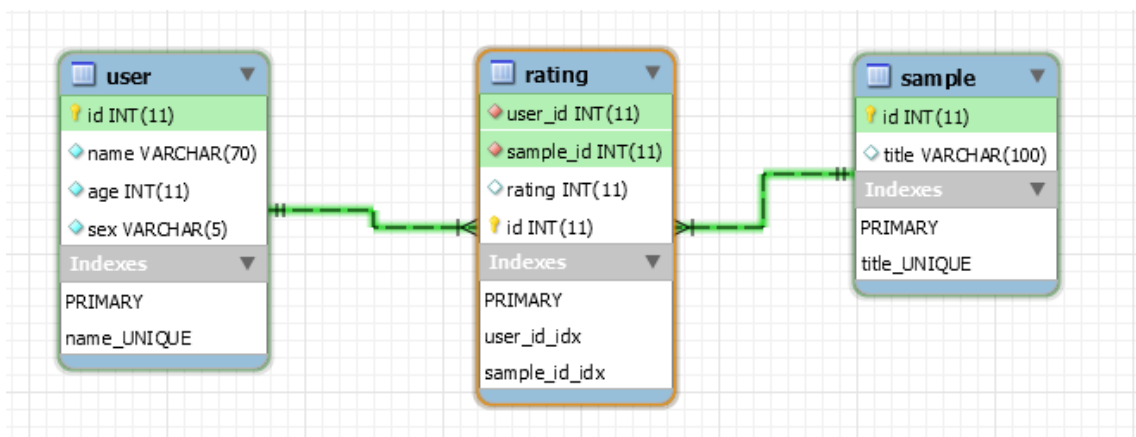 user
id INT(11)
name VARCHAR(70)
age INT(11)
sex VARCHAR(5)
Indexes
PRIMARY
name_UNIQUE
rating
user_id INT(11)
sample_id INT(11)
rating INT(11)
id INT(11)
Indexes
PRIMARY
user_id_idx
sample_id_idx
sample
id INT(11)
title VARCHAR(100)
Indexes
PRIMARY
title_UNIQUE